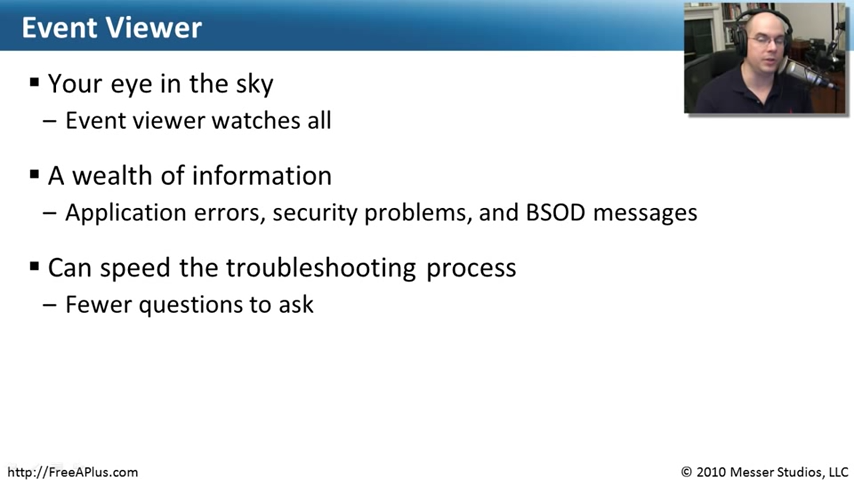 Event Viewer
▪ Your eye in the sky
– Event viewer watches all
▪ A wealth of information
– Application errors, security problems, and BSOD messages
▪ Can speed the troubleshooting process
– Fewer questions to ask
http://FreeAPlus.com
© 2010 Messer Studios, LLC